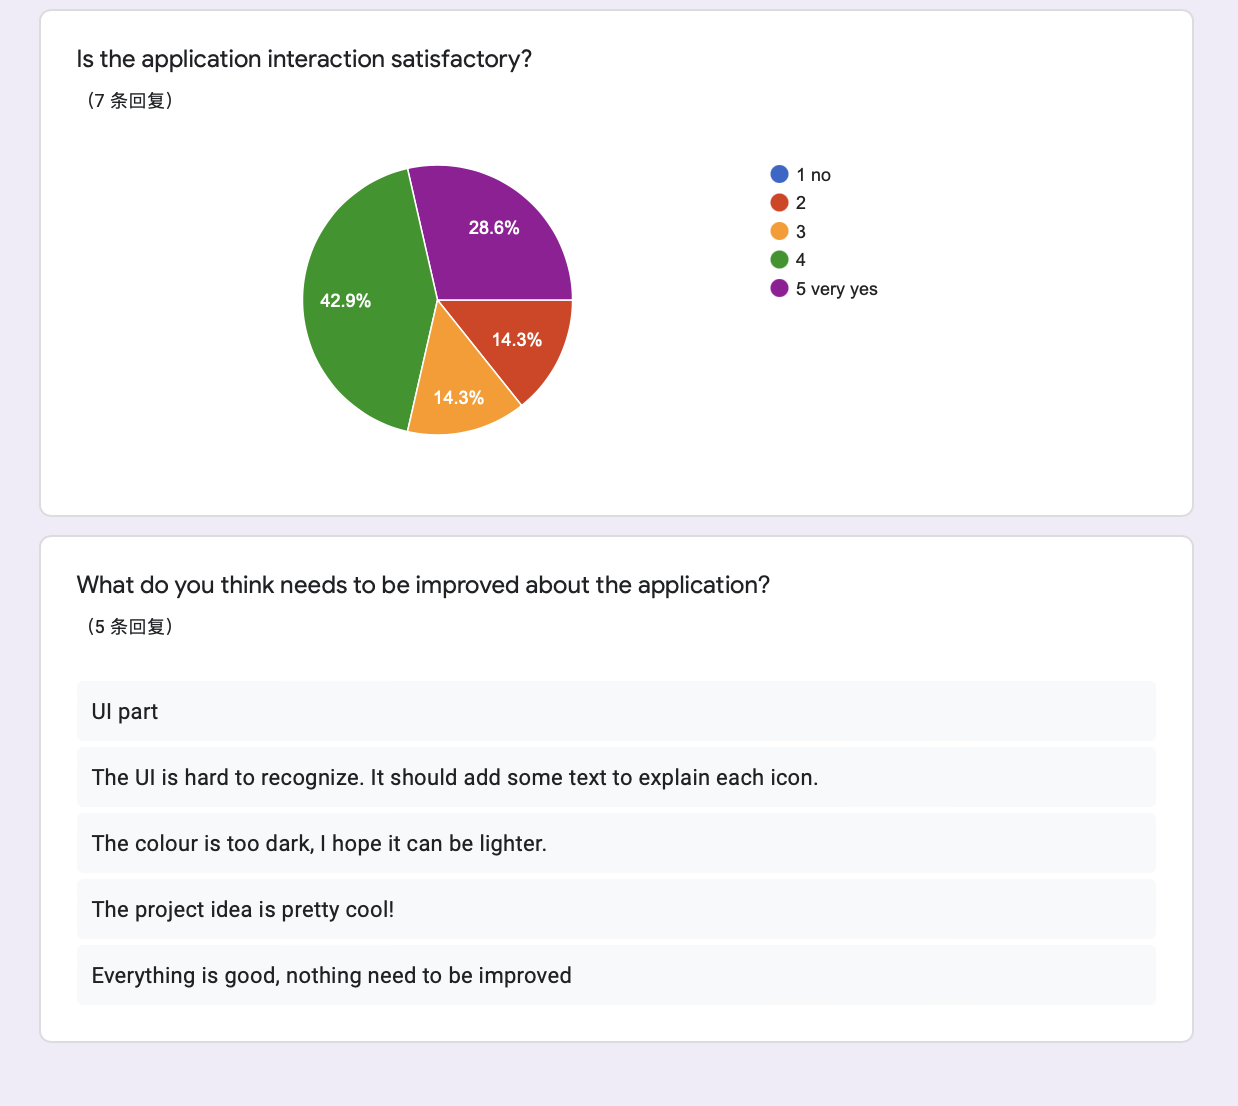 Is the application interaction satisfactory?
（7 条回复）
28.6%
42.9%
14.3%
14.3%
1 no
2
3
4
5 very yes
What do you think needs to be improved about the application?
（5 条回复）
UI part
The UI is hard to recognize. It should add some text to explain each icon.
The colour is too dark, I hope it can be lighter.
The project idea is pretty cool!
Everything is good, nothing need to be improved